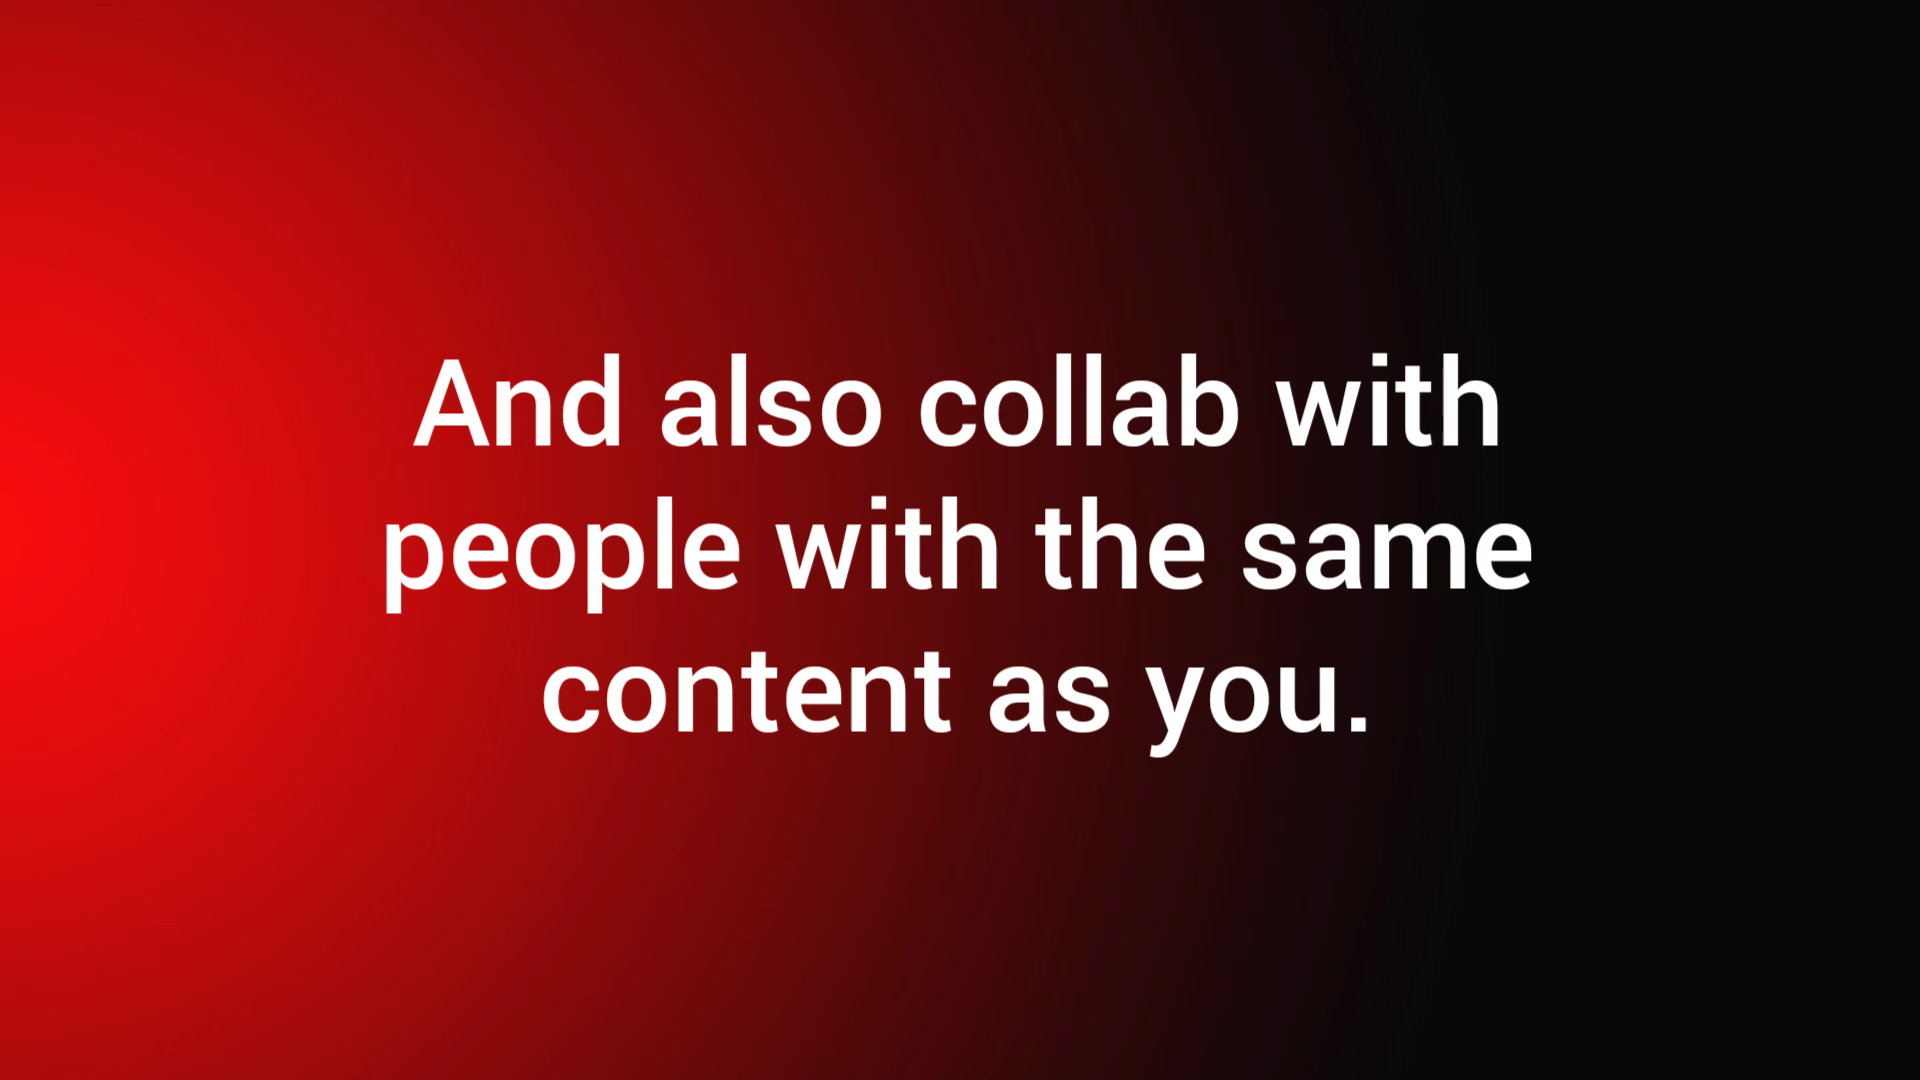 And also collab with
people with the same
content as you.